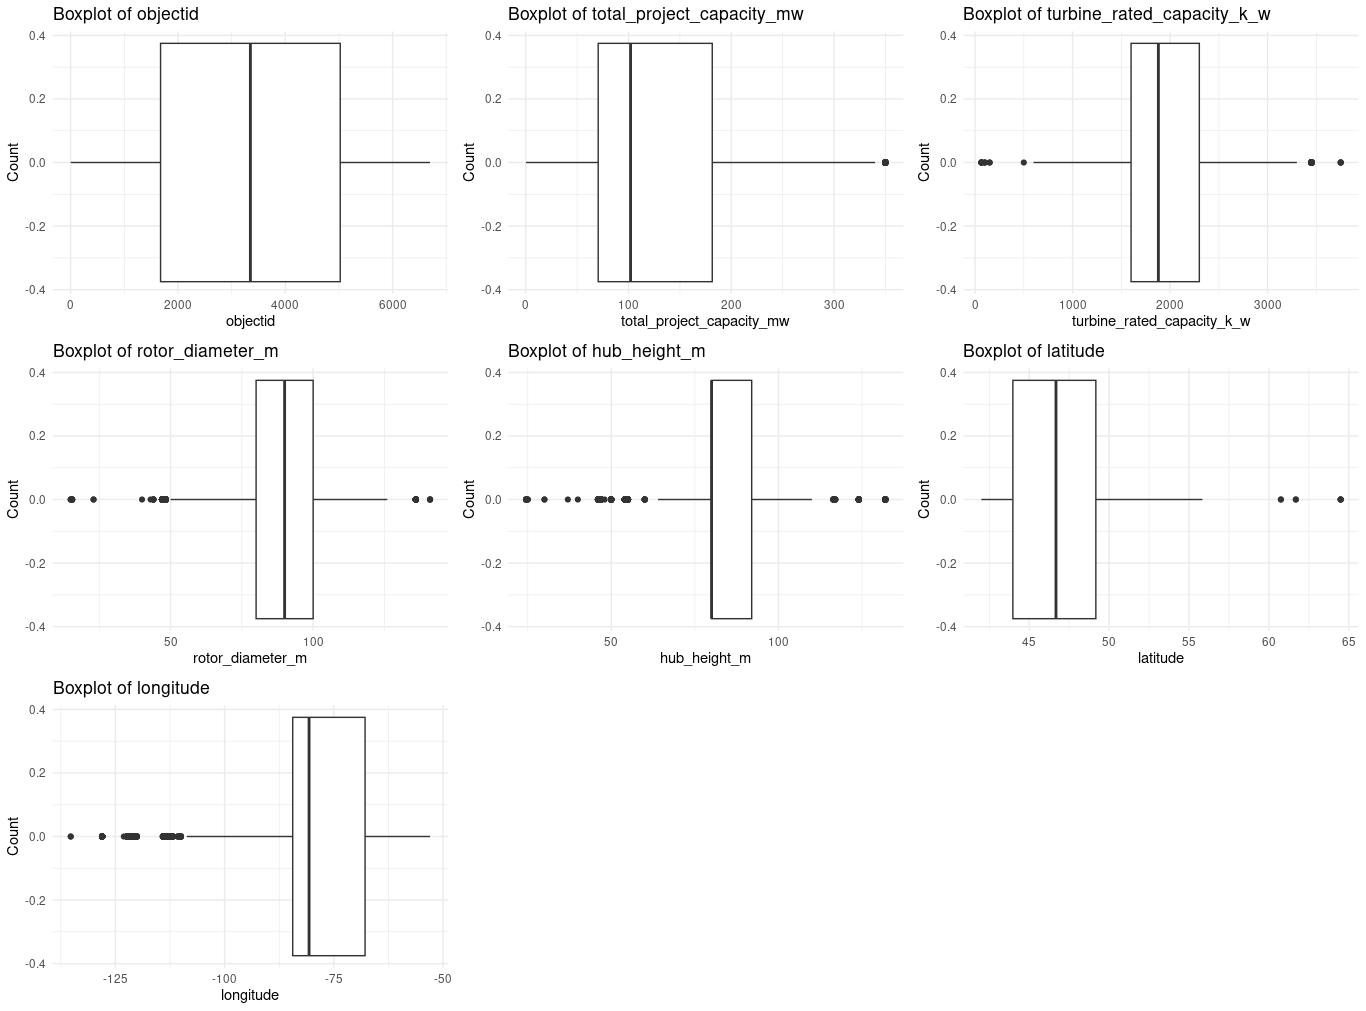 Boxplot of objectid
0.4
0.2
0.0
-0.2
-0.4
Count
0 2000 4000 6000
objectid
Boxplot of total_project_capacity_mw
0.4
0.2
0.0
-0.2
-0.4
Count
0 100 200 300
total_project_capacity_mw
Boxplot of turbine_rated_capacity_k_w
0.4
0.2
0.0
-0.2
-0.4
Count
0 1000 2000 3000
turbine_rated_capacity_k_w
Boxplot of rotor_diameter_m
0.4
0.2
0.0
-0.2
-0.4
Count
50 100
rotor_diameter_m
Boxplot of hub_height_m
0.4
0.2
0.0
-0.2
-0.4
Count
50 100
hub_height_m
Boxplot of latitude
0.4
0.2
0.0
-0.2
-0.4
Count
45 50 55 60 65
latitude
Boxplot of longitude
0.4
0.2
0.0
-0.2
-0.4
Count
-125 -100 -75 -50
longitude